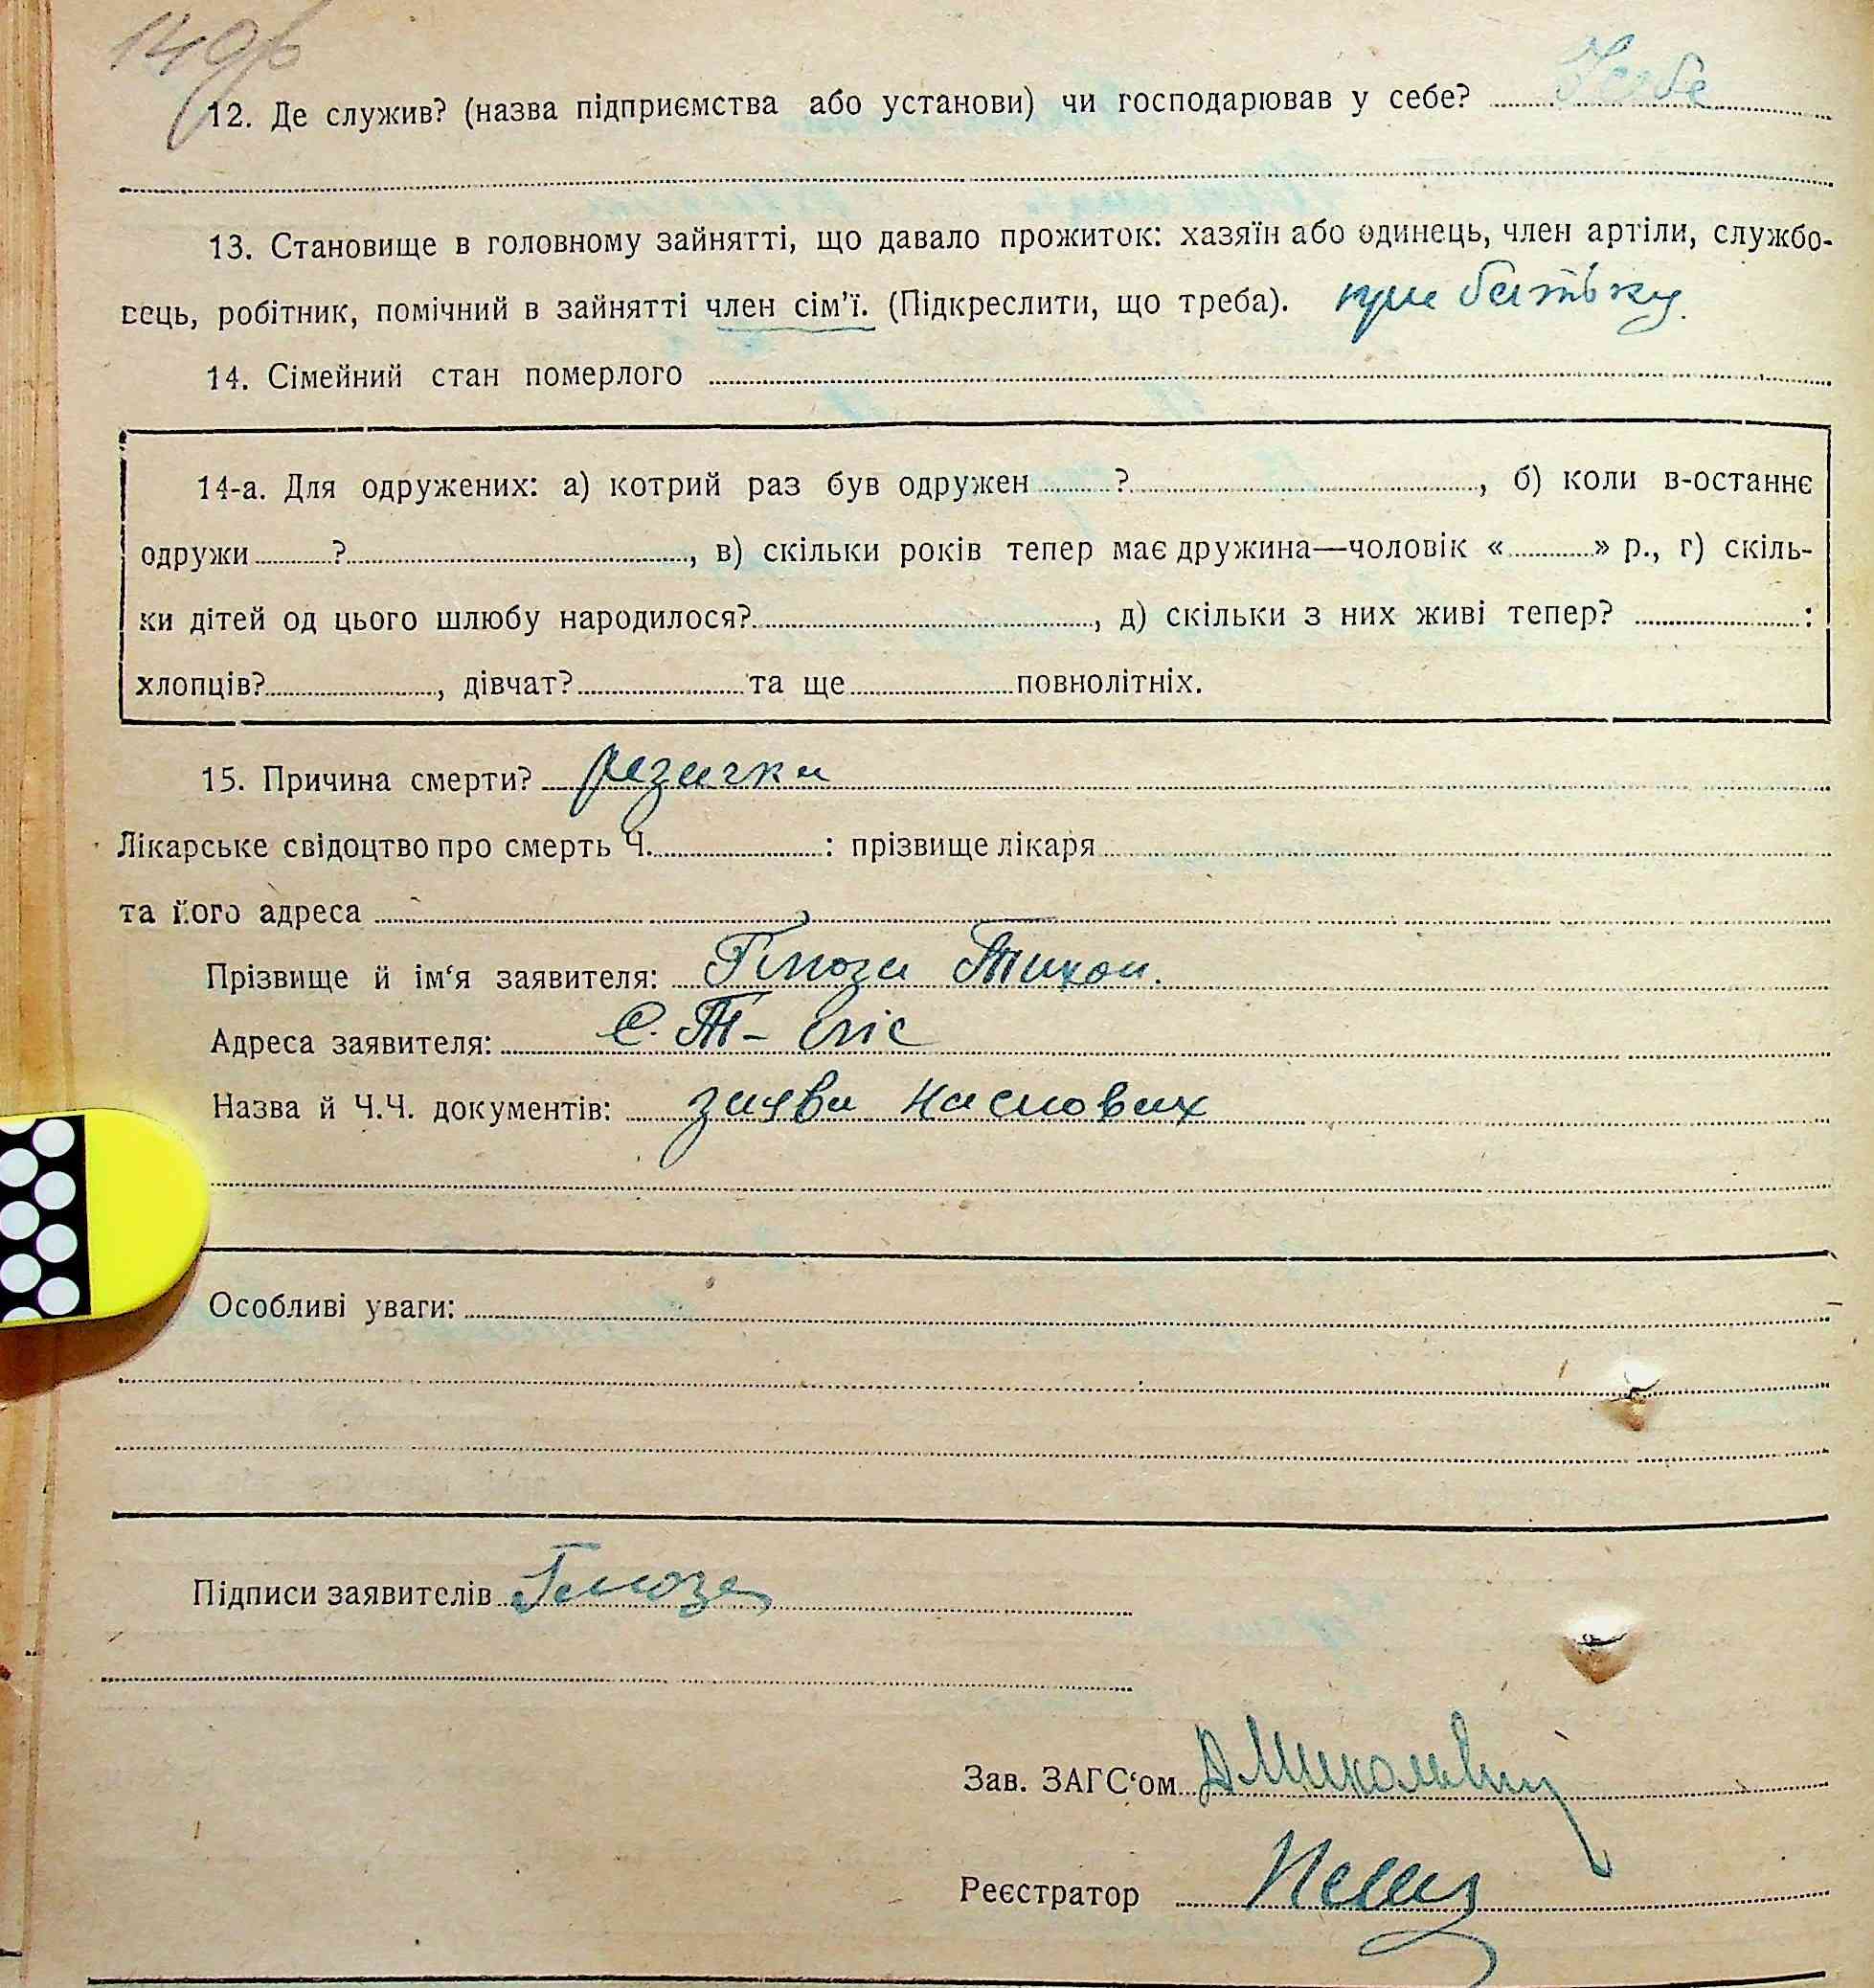 12. Де служив? (назва підприємства або установи) чи господарював у себе? У себе
13. Становище в головному зайнятті, що давало прожиток: хазяїн або одинець, член артіли, службо-
вець, робітник, помічний в зайнятті член сім'ї. (Підкреслити, що треба). при батьку.
14. Сімейний стан померлого
14-а. Для одружених: а) котрий раз був одружен ? , б) коли в-останнє
одружи ? , в) скільки років тепер має дружина—чоловік « » р., г) скіль-
ки дітей од цього шлюбу народилося? , д) скільки з них живі тепер? :
хлопців? , дівчат? та ще повнолітніх.
15. Причина смерти? різачка
Лікарське свідоцтво про смерть Ч. : прізвище лікаря
та його адреса
Прізвище й ім'я заявителя: Тихон.
Адреса заявителя: С. Т-
Назва й Ч.Ч. документів: заява
Особливі уваги:
Підписи заявителів
Зав. ЗАГС'ом
Реєстратор